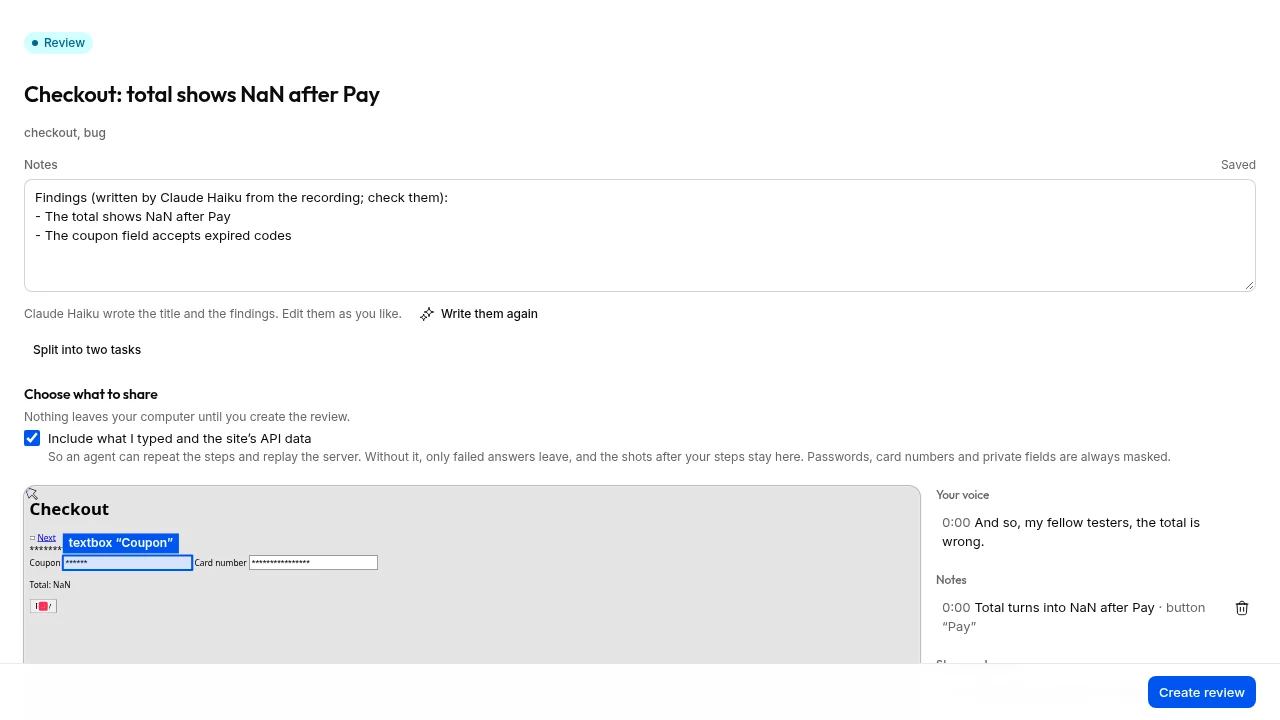 Review
Checkout: total shows NaN after Pay
checkout, bug
Notes
Saved
Findings (written by Claude Haiku from the recording; check them):
- The total shows NaN after Pay
- The coupon field accepts expired codes
Claude Haiku wrote the title and the findings. Edit them as you like.
Write them again
Split into two tasks
Choose what to share
Nothing leaves your computer until you create the review.
Include what I typed and the site's API data
So an agent can repeat the steps and replay the server. Without it, only failed answers leave, and the shots after your steps stay here. Passwords, card numbers and private fields are always masked.
Checkout
Next
textbox “Coupon”
Coupon ****** Card number ****************
Total: NaN
Your voice
0:00 And so, my fellow testers, the total is
wrong.
Notes
0:00 Total turns into NaN after Pay · button
“Pay”
Create review